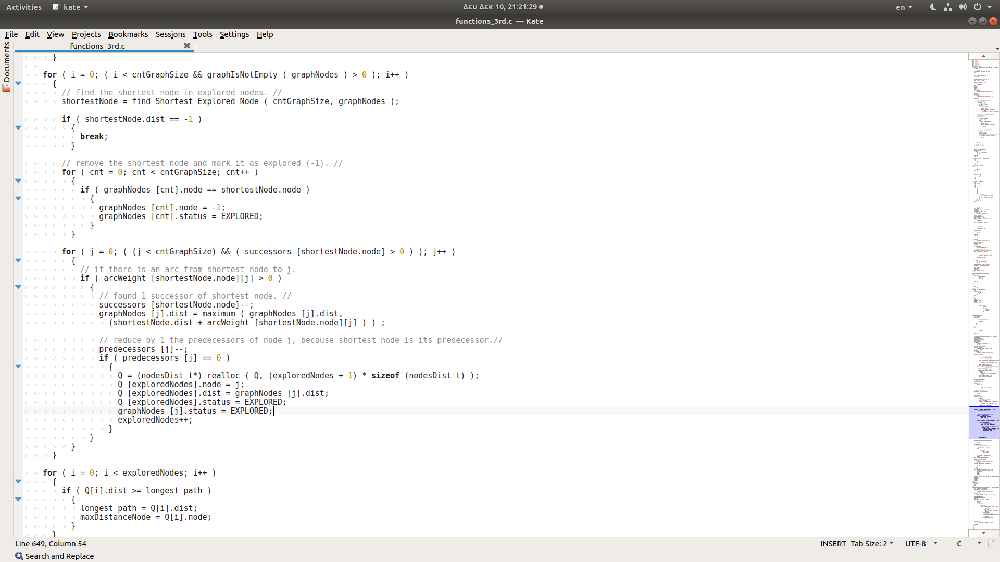 Activities kate Δευ Δεκ 10, 21:21:29 en
functions_3rd.c — Kate
File Edit View Projects Bookmarks Sessions Tools Settings Help
functions_3rd.c
Documents
}
for ( i = 0; ( i < cntGraphSize && graphIsNotEmpty ( graphNodes ) > 0 ); i++ )
{
// find the shortest node in explored nodes. //
shortestNode = find_Shortest_Explored_Node ( cntGraphSize, graphNodes );
if ( shortestNode.dist == -1 )
{
break;
}
// remove the shortest node and mark it as explored (-1). //
for ( cnt = 0; cnt < cntGraphSize; cnt++ )
{
if ( graphNodes [cnt].node == shortestNode.node )
{
graphNodes [cnt].node = -1;
graphNodes [cnt].status = EXPLORED;
}
}
for ( j = 0; ( (j < cntGraphSize) && ( successors [shortestNode.node] > 0 ) ); j++ )
{
// if there is an arc from shortest node to j.
if ( arcWeight [shortestNode.node][j] > 0 )
{
// found 1 successor of shortest node. //
successors [shortestNode.node]--;
graphNodes [j].dist = maximum ( graphNodes [j].dist,
(shortestNode.dist + arcWeight [shortestNode.node][j] ) ) ;
// reduce by 1 the predecessors of node j, because shortest node is its predecessor.//
predecessors [j]--;
if ( predecessors [j] == 0 )
{
Q = (nodesDist_t*) realloc ( Q, (exploredNodes + 1) * sizeof (nodesDist_t) );
Q [exploredNodes].node = j;
Q [exploredNodes].dist = graphNodes [j].dist;
Q [exploredNodes].status = EXPLORED;
graphNodes [j].status = EXPLORED;
exploredNodes++;
}
}
}
}
for ( i = 0; i < exploredNodes; i++ )
{
if ( Q[i].dist >= longest_path )
{
longest_path = Q[i].dist;
maxDistanceNode = Q[i].node;
}
}
Line 649, Column 54 INSERT Tab Size: 2 UTF-8 C
Search and Replace